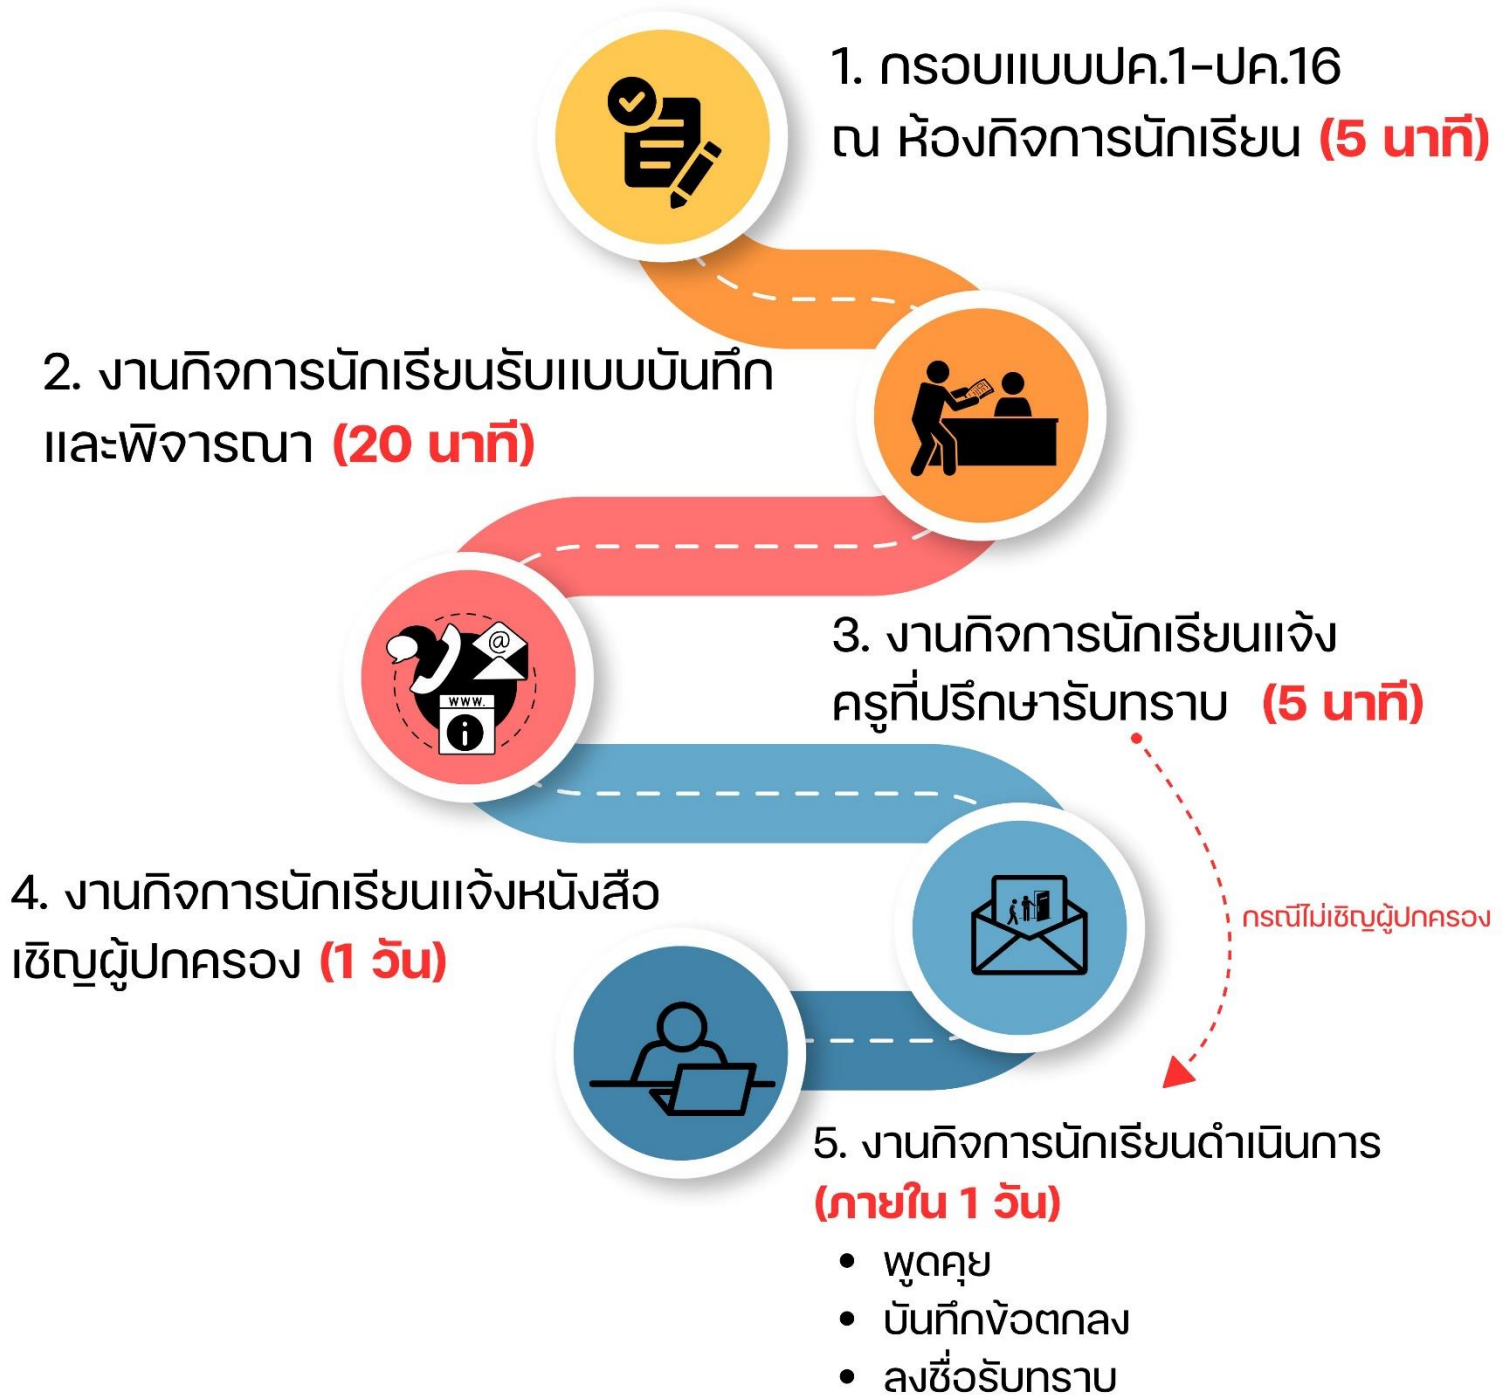 1. กรอบแบบปค.1-ปค.16
ณ ห้องกิจการนักเรียน (5 นาที)
2. งานกิจการนักเรียนรับแบบบันทึก
และพิจารณา (20 นาที)
@
WWW.
i
3. งานกิจการนักเรียนแจ้ง
ครูที่ปรึกษารับทราบ (5 นาที)
4. งานกิจการนักเรียนแจ้งหนังสือ
เชิญผู้ปกครอง (1 วัน)
กรณีไม่เชิญผู้ปกครอง
5. งานกิจการนักเรียนดำเนินการ
(ภายใน 1 วัน)
• พูดคุย
• บันทึกข้อตกลง
• ลงชื่อรับทราบ